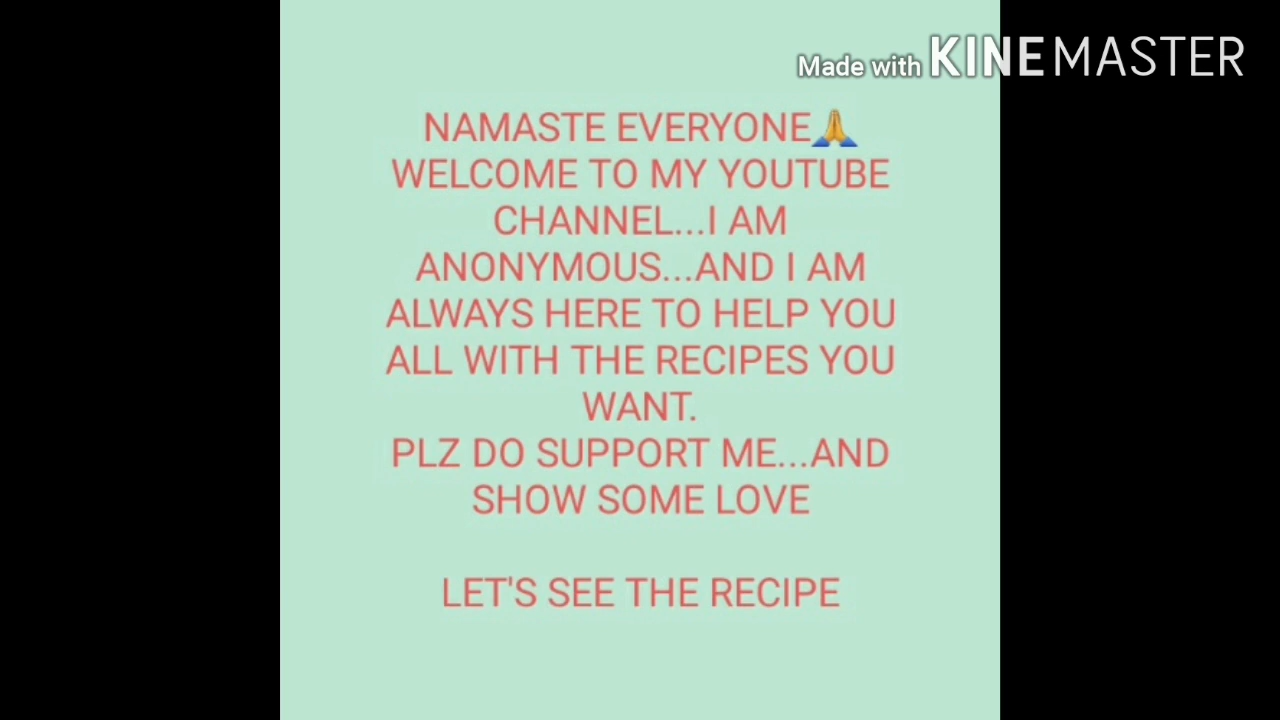 Made with KINEMASTER
NAMASTE EVERYONE🙏
WELCOME TO MY YOUTUBE
CHANNEL...I AM
ANONYMOUS...AND I AM
ALWAYS HERE TO HELP YOU
ALL WITH THE RECIPES YOU
WANT.
PLZ DO SUPPORT ME...AND
SHOW SOME LOVE
LET'S SEE THE RECIPE